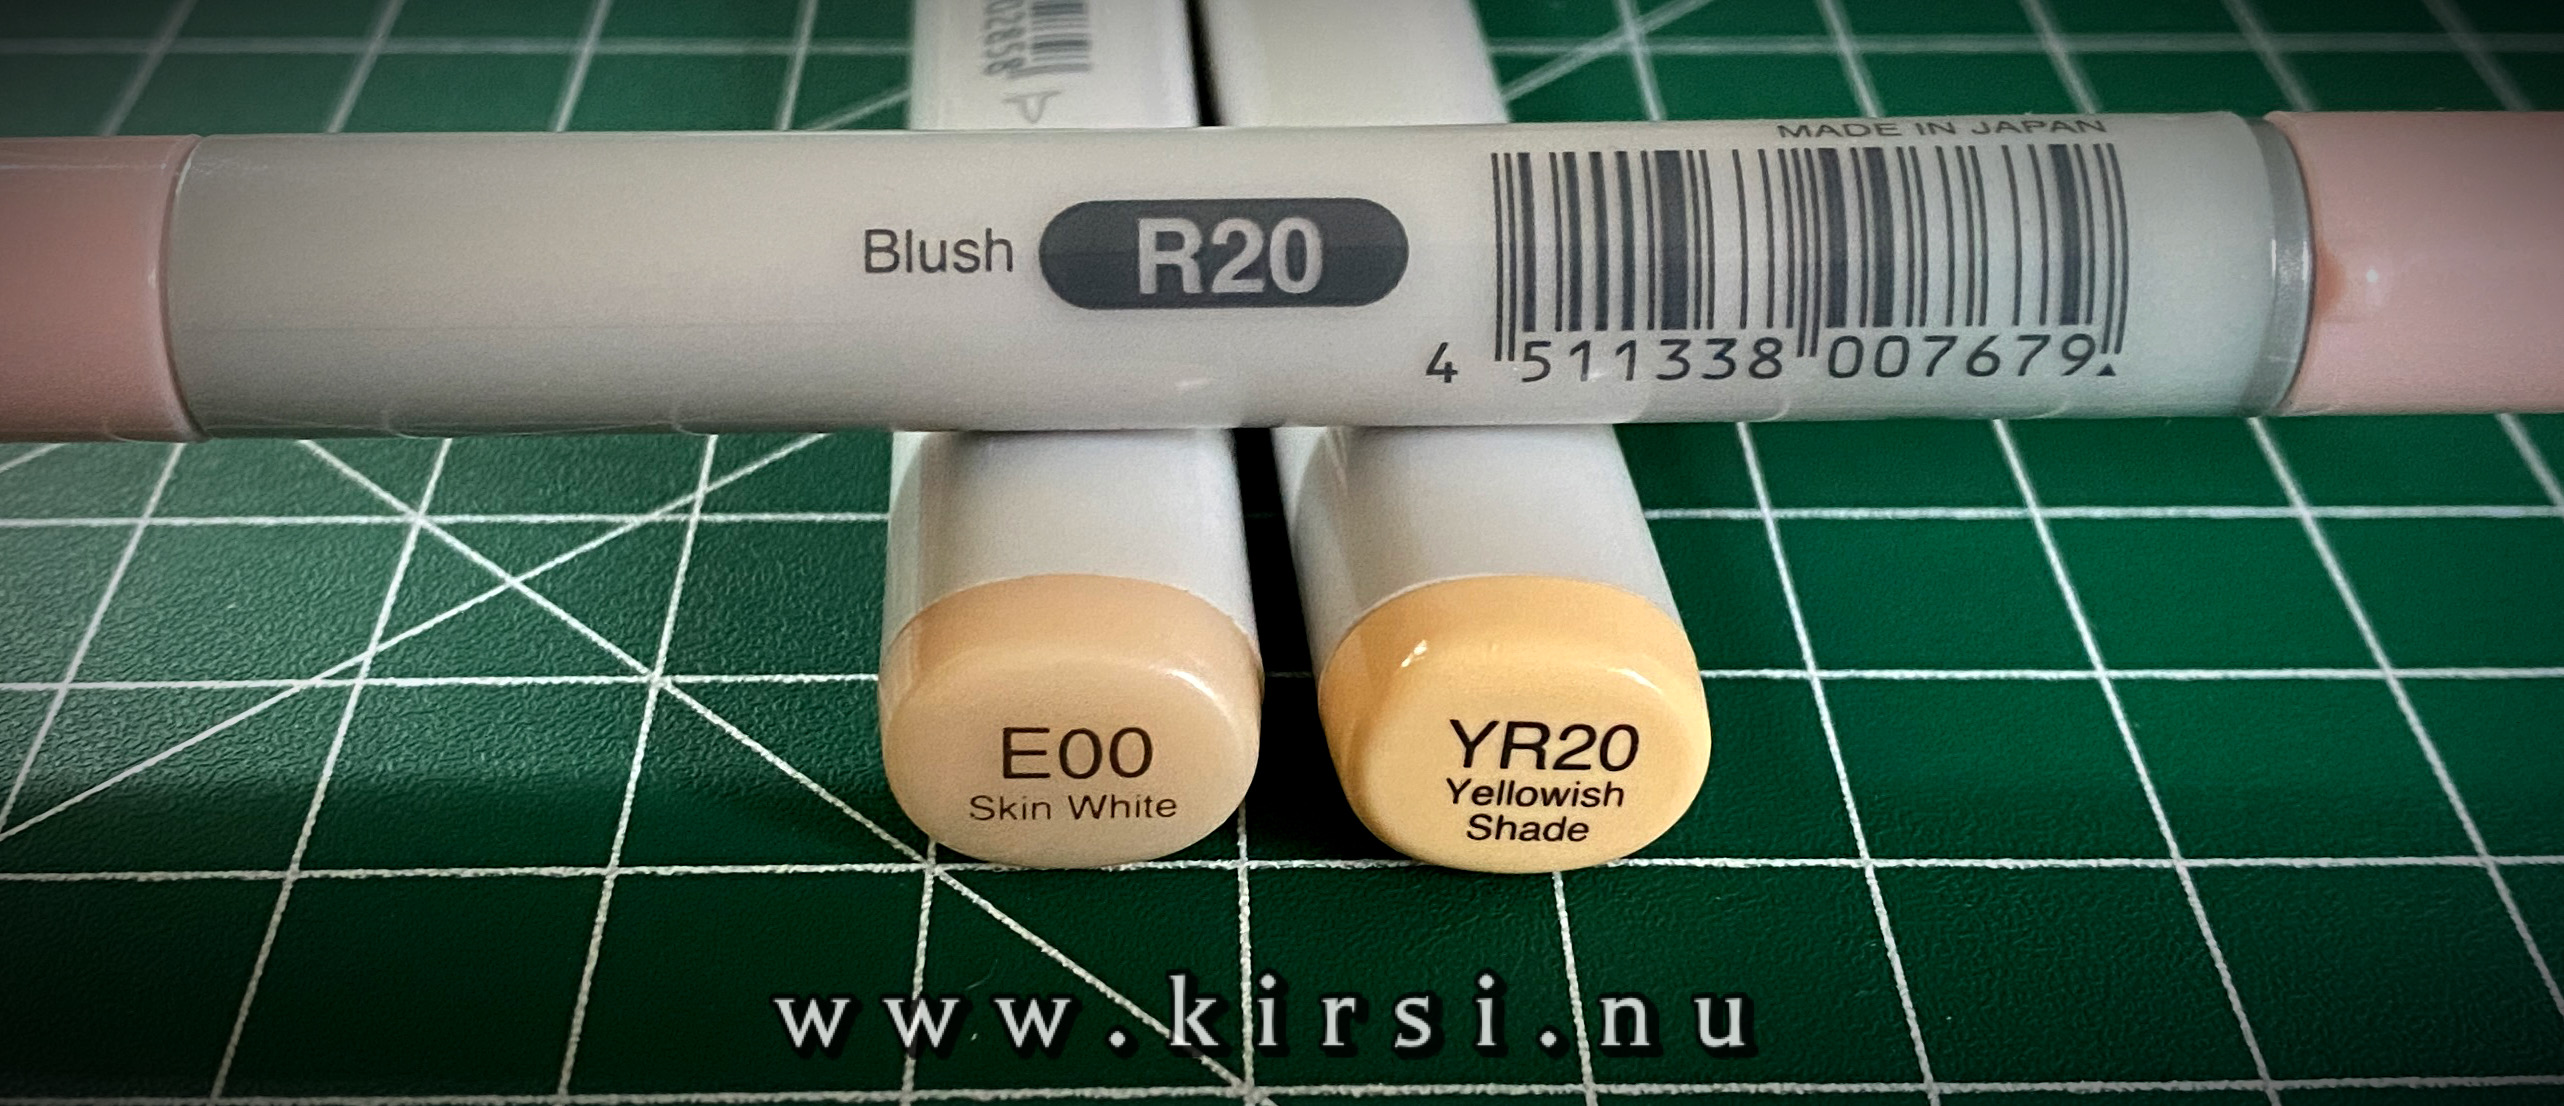 MADE IN JAPAN
Blush R20
4 511338 007679
E00
Skin White
YR20
Yellowish
Shade
www.kirsi.nu